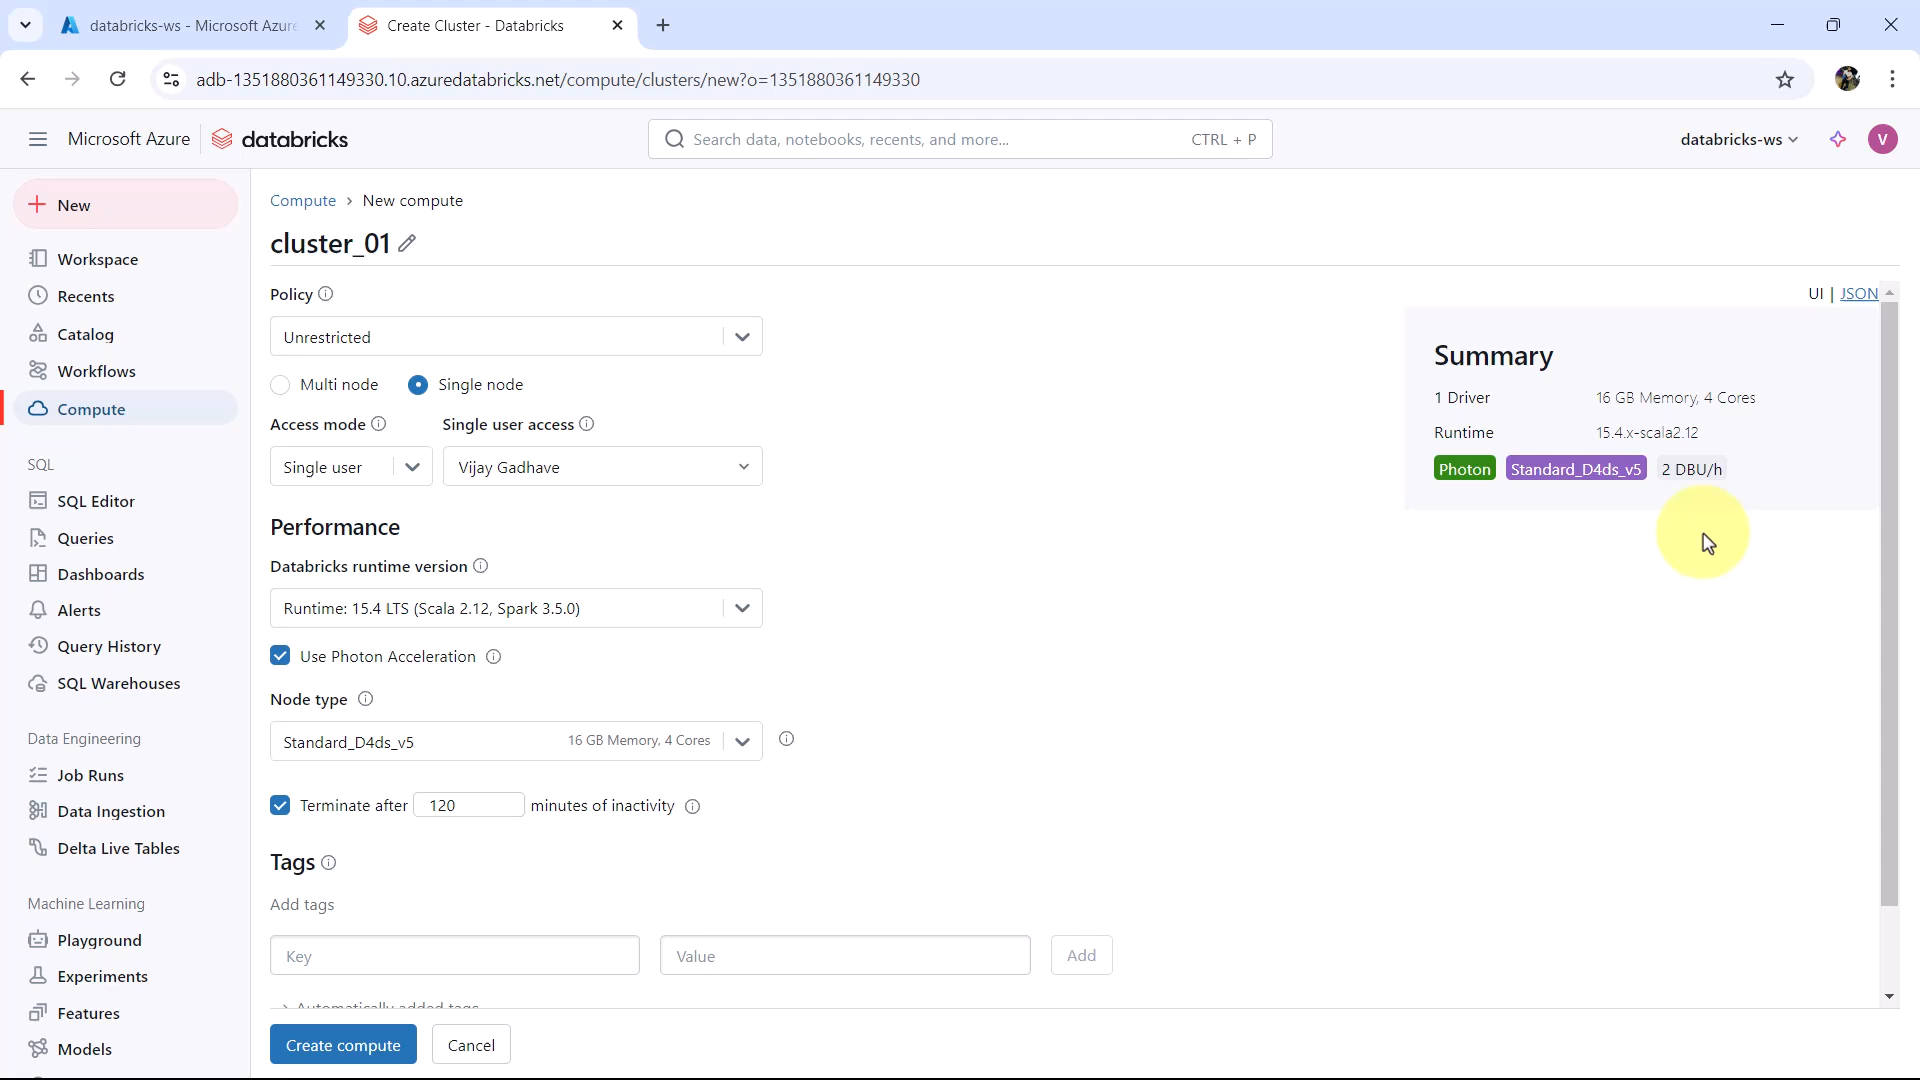 databricks-ws - Microsoft Azure
Create Cluster - Databricks
adb-1351880361149330.10.azuredatabricks.net/compute/clusters/new?o=1351880361149330
Microsoft Azure
databricks
Search data, notebooks, recents, and more...
CTRL + P
databricks-ws
V
New
Workspace
Recents
Catalog
Workflows
Compute
SQL
SQL Editor
Queries
Dashboards
Alerts
Query History
SQL Warehouses
Data Engineering
Job Runs
Data Ingestion
Delta Live Tables
Machine Learning
Playground
Experiments
Features
Models
Compute > New compute
cluster_01
UI | JSON
Policy
Unrestricted
Multi node Single node
Access mode Single user access
Single user Vijay Gadhave
Performance
Databricks runtime version
Runtime: 15.4 LTS (Scala 2.12, Spark 3.5.0)
Use Photon Acceleration
Node type
Standard_D4ds_v5 16 GB Memory, 4 Cores
Terminate after 120 minutes of inactivity
Tags
Add tags
Key Value Add
Automatically added tags
Create compute Cancel
Summary
1 Driver 16 GB Memory, 4 Cores
Runtime 15.4.x-scala2.12
Photon Standard_D4ds_v5 2 DBU/h